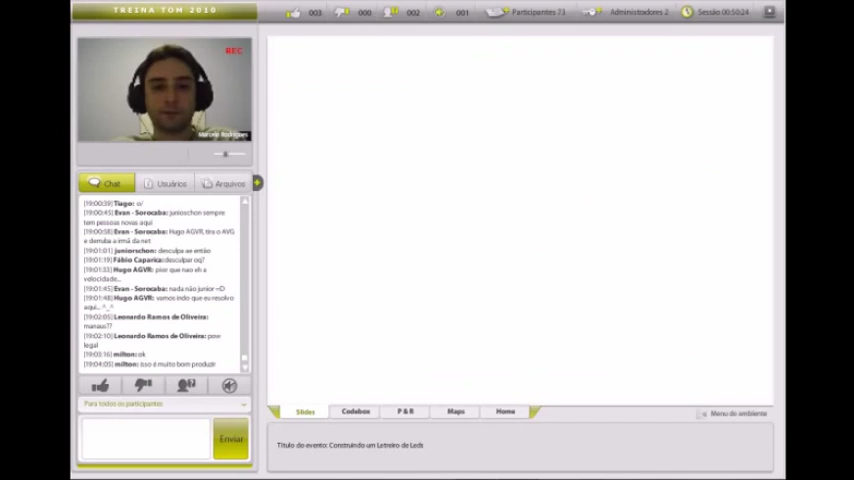 TREINA TOM 2010
003
000
002
001
Participantes 73
Administradores 2
Sessão 00:50:24
REC
Marcelo Rodrigues
Chat
Usuários
Arquivos
[19:00:39] Tiago: o/
[19:00:45] Evan - Sorocaba: juniorschon sempre
tem pessoas novas aqui
[19:00:58] Evan - Sorocaba: Hugo AGVR, tira o AVG
e derruba a irmã da net
[19:01:01] juniorschon: desculpa ae então
[19:01:19] Fábio Caparica: desculpar oq?
[19:01:33] Hugo AGVR: pior que nao eh a
velocidade...
[19:01:45] Evan - Sorocaba: nada não junior =D
[19:01:48] Hugo AGVR: vamos indo que eu resolvo
aqui... ^_^
[19:02:05] Leonardo Ramos de Oliveira:
manaus??
[19:02:10] Leonardo Ramos de Oliveira: pow
legal
[19:03:16] milton: ok
[19:04:05] milton: isso é muito bom produzir
Para todos os participantes
Enviar
Slides
Codebox
P & R
Maps
Home
Menu do ambiente
Título do evento: Construindo um Letreiro de Leds